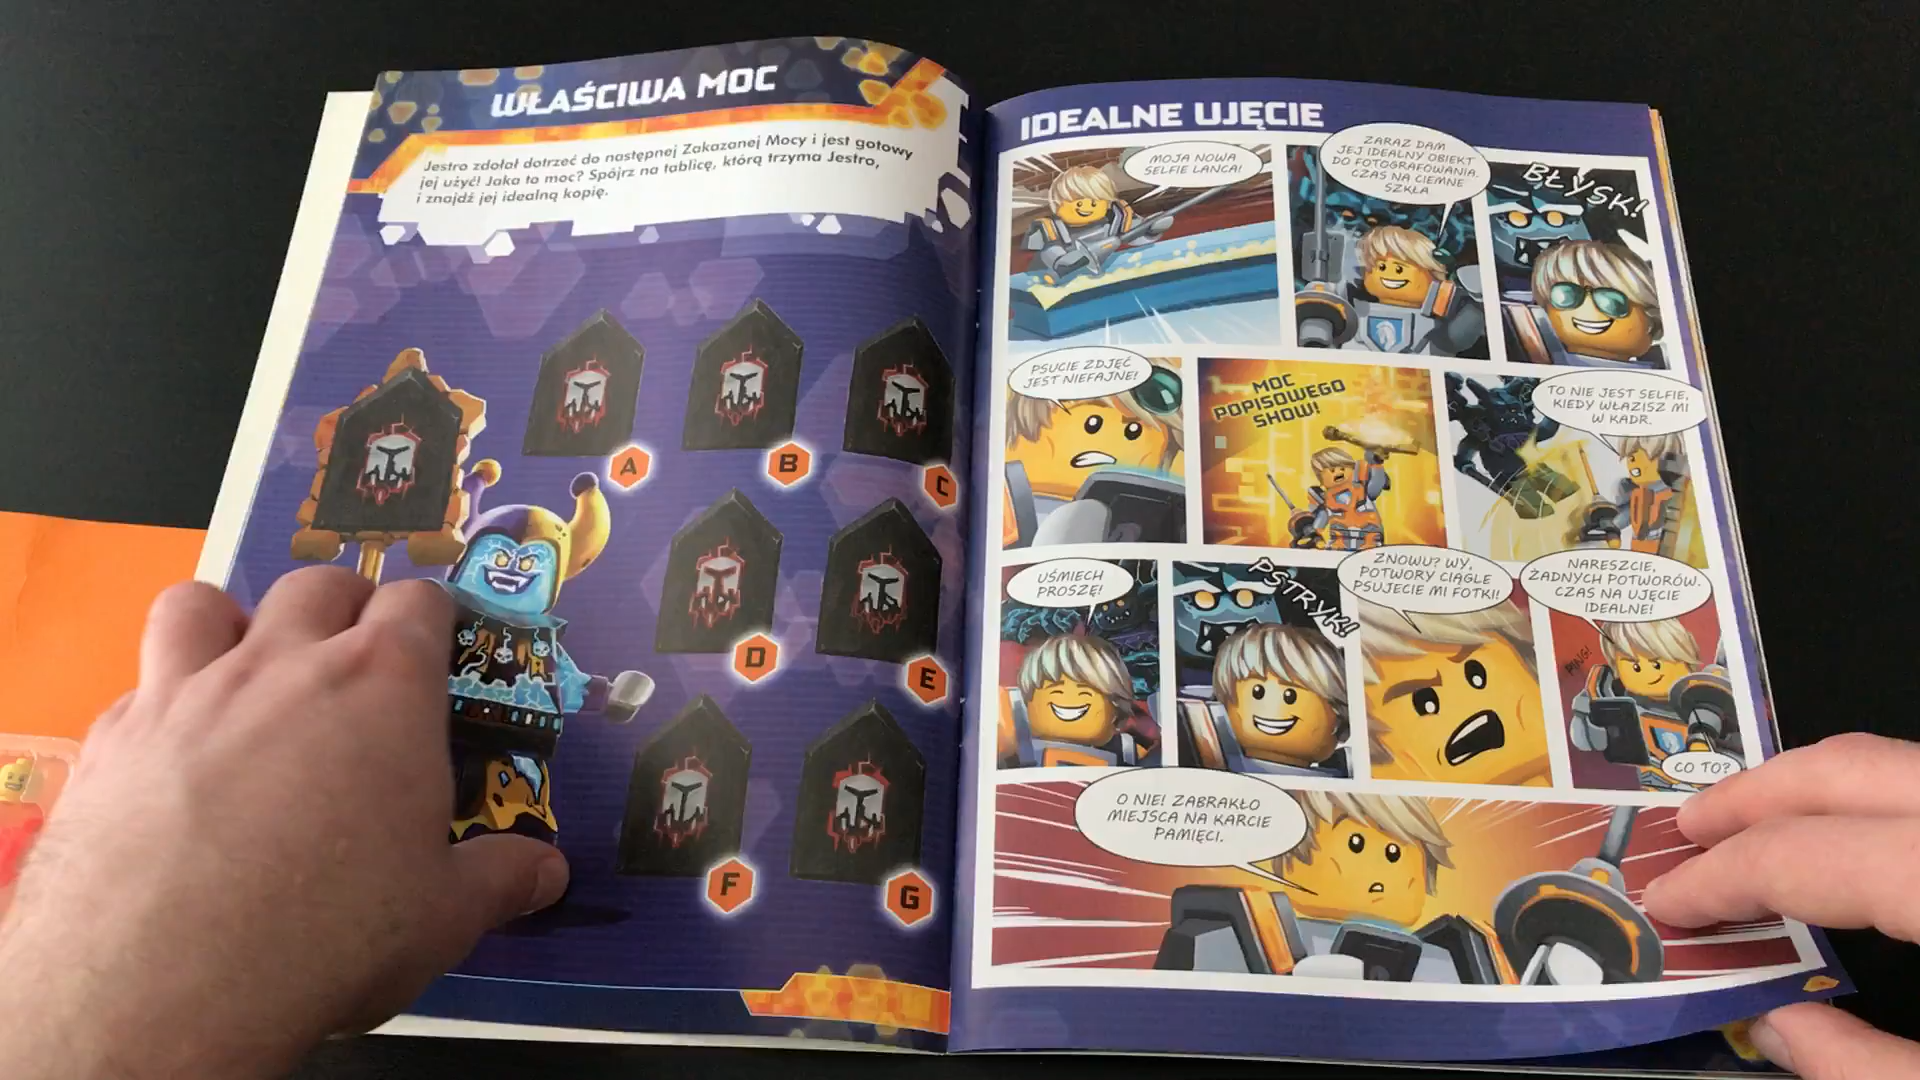 WŁAŚCIWA MOC
Jestro zdołał dotrzeć do następnej Zakazanej Mocy i jest gotowy
jej użyć! Jaka to moc? Spójrz na tablicę, którą trzyma Jestro,
i znajdź jej idealną kopię.
A
B
C
D
E
F
G
IDEALNE UJĘCIE
MOJA NOWA
SELFIE LANCA!
ZARAZ DAM
JEJ IDEALNY OBIEKT
DO FOTOGRAFOWANIA.
CZAS NA CIEMNE
SZKŁA
BŁYSK!
PSUCIE ZDJĘĆ
JEST NIEFAJNE!
MOC
POPISOWEGO
SHOW!
TO NIE JEST SELFIE,
KIEDY WŁAZISZ MI
W KADR.
UŚMIECH
PROSZĘ!
PSTRYK!
ZNOWU? WY,
POTWORY CIĄGLE
PSUJECIE MI FOTKI!
NARESZCIE,
ŻADNYCH POTWORÓW.
CZAS NA UJĘCIE
IDEALNE!
PING!
CO TO?
O NIE! ZABRAKŁO
MIEJSCA NA KARCIE
PAMIĘCI.